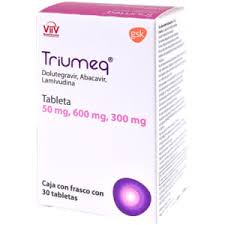 ViiV
Healthcare
gsk
Triumeq®
Dolutegravir, Abacavir,
Lamivudina
Tableta
50 mg, 600 mg, 300 mg
Caja con frasco con
30 tabletas